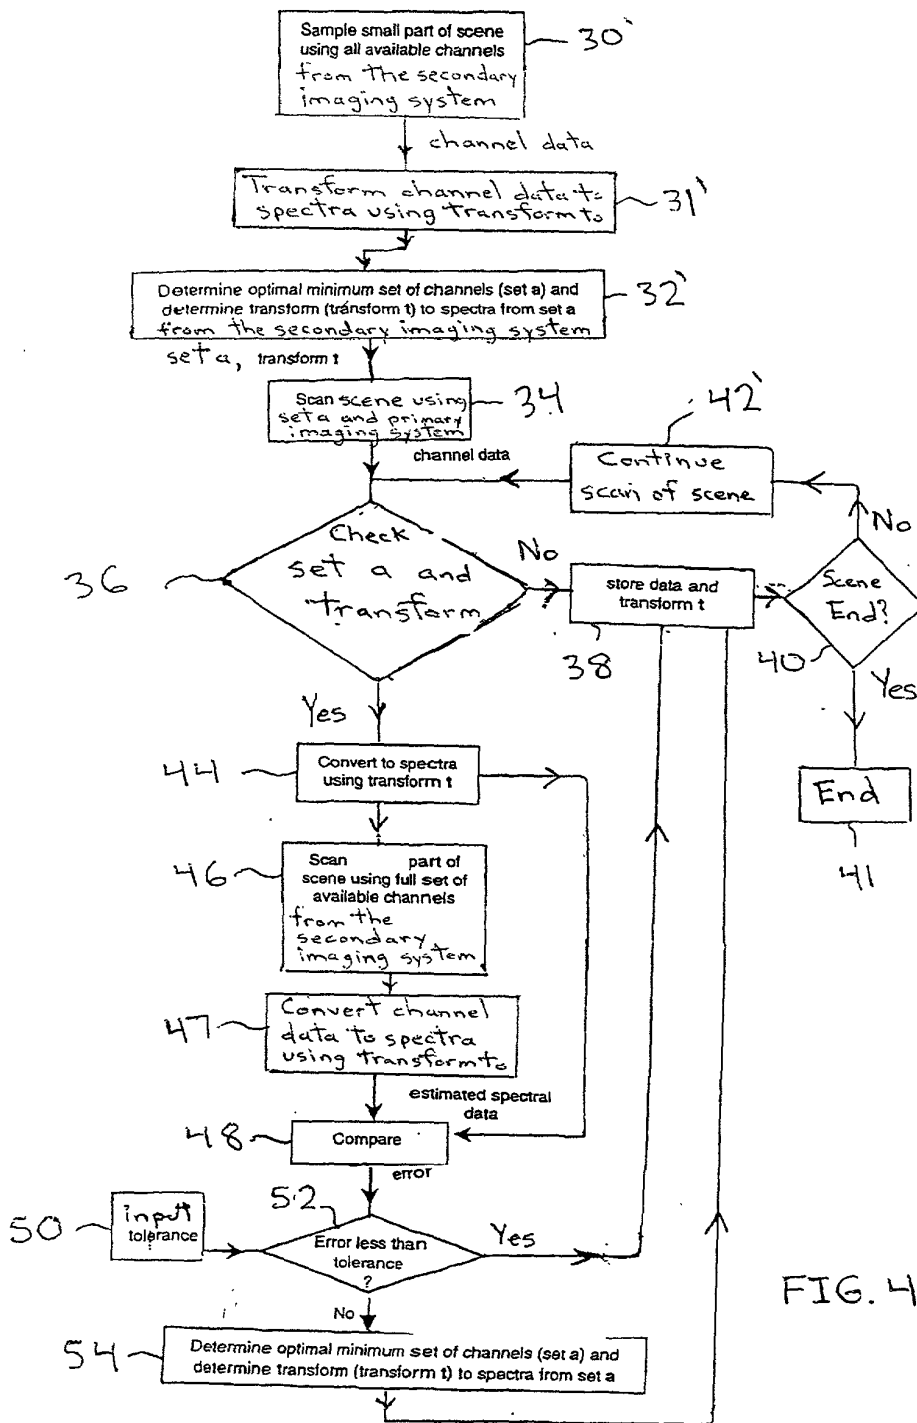 Sample small part of scene
using all available channels
from the secondary
imaging system
30'
channel data
Transform channel data to
spectra using transform t₀
31'
Determine optimal minimum set of channels (set a) and
determine transform (transform t) to spectra from set a
from the secondary imaging system
32'
set a, transform t
Scan scene using
set a and primary
imaging system
34
channel data
42'
Continue
scan of scene
No
Check
set a and
transform
36
No
store data and
transform t
38
Scene
End?
40
Yes
End
41
Yes
44
Convert to spectra
using transform t
46
Scan part of
scene using full set of
available channels
from the
secondary
imaging system
47
Convert channel
data to spectra
using transform t₀
estimated spectral
data
48
Compare
error
50
input
tolerance
52
Error less than
tolerance
?
Yes
No
FIG. 4
54
Determine optimal minimum set of channels (set a) and
determine transform (transform t) to spectra from set a